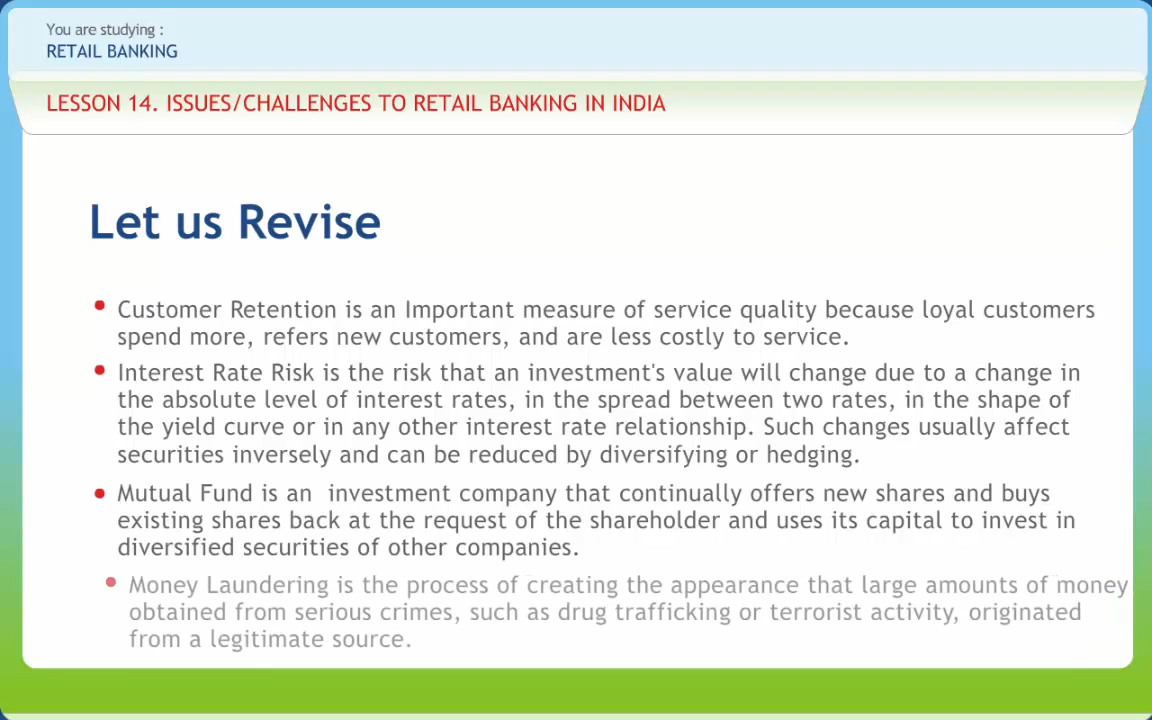 You are studying :
RETAIL BANKING
LESSON 14. ISSUES/CHALLENGES TO RETAIL BANKING IN INDIA
Let us Revise
• Customer Retention is an Important measure of service quality because loyal customers
spend more, refers new customers, and are less costly to service.
• Interest Rate Risk is the risk that an investment's value will change due to a change in
the absolute level of interest rates, in the spread between two rates, in the shape of
the yield curve or in any other interest rate relationship. Such changes usually affect
securities inversely and can be reduced by diversifying or hedging.
• Mutual Fund is an  investment company that continually offers new shares and buys
existing shares back at the request of the shareholder and uses its capital to invest in
diversified securities of other companies.
• Money Laundering is the process of creating the appearance that large amounts of money
obtained from serious crimes, such as drug trafficking or terrorist activity, originated
from a legitimate source.